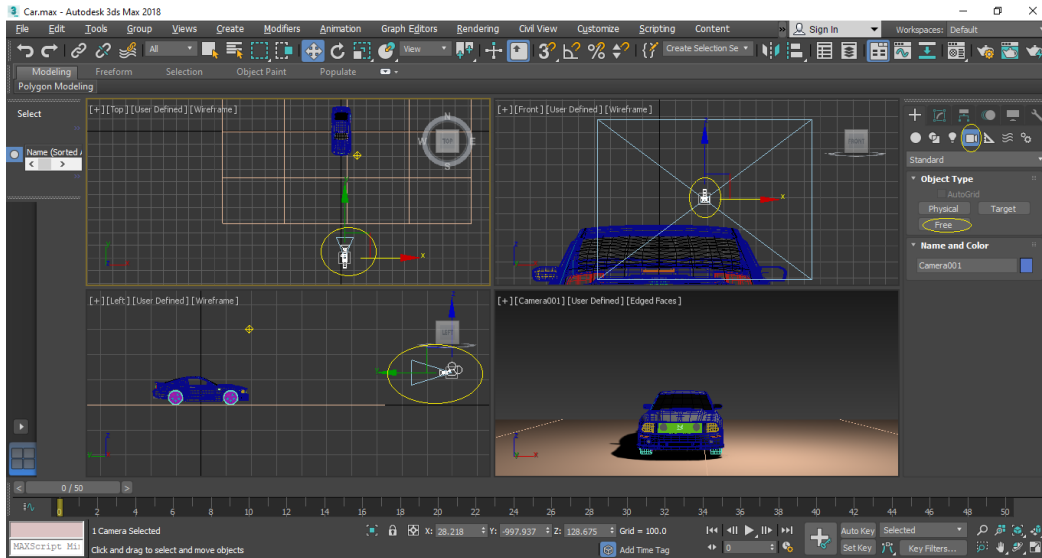 Car.max - Autodesk 3ds Max 2018
File Edit Tools Group Views Create Modifiers Animation Graph Editors Rendering Civil View Customize Scripting Content » Sign In Workspaces: Default
All View Create Selection Se
Modeling Freeform Selection Object Paint Populate
Polygon Modeling
Select
Name (Sorted A
[+] [Top] [User Defined] [Wireframe]
N
W TOP E
S
x
[+] [Front] [User Defined] [Wireframe]
FRONT
z
x
Standard
Object Type
AutoGrid
Physical Target
Free
Name and Color
Camera001
[+] [Left] [User Defined] [Wireframe]
LEFT
[+] [Camera001] [User Defined] [Edged Faces]
0 / 50
0 2 4 6 8 10 12 14 16 18 20 22 24 26 28 30 32 34 36 38 40 42 44 46 48 50
1 Camera Selected X: 28.218 Y: -997.937 Z: 128.675 Grid = 100.0 Auto Key Selected
MAXScript Mi: Click and drag to select and move objects Add Time Tag 0 Set Key Key Filters...